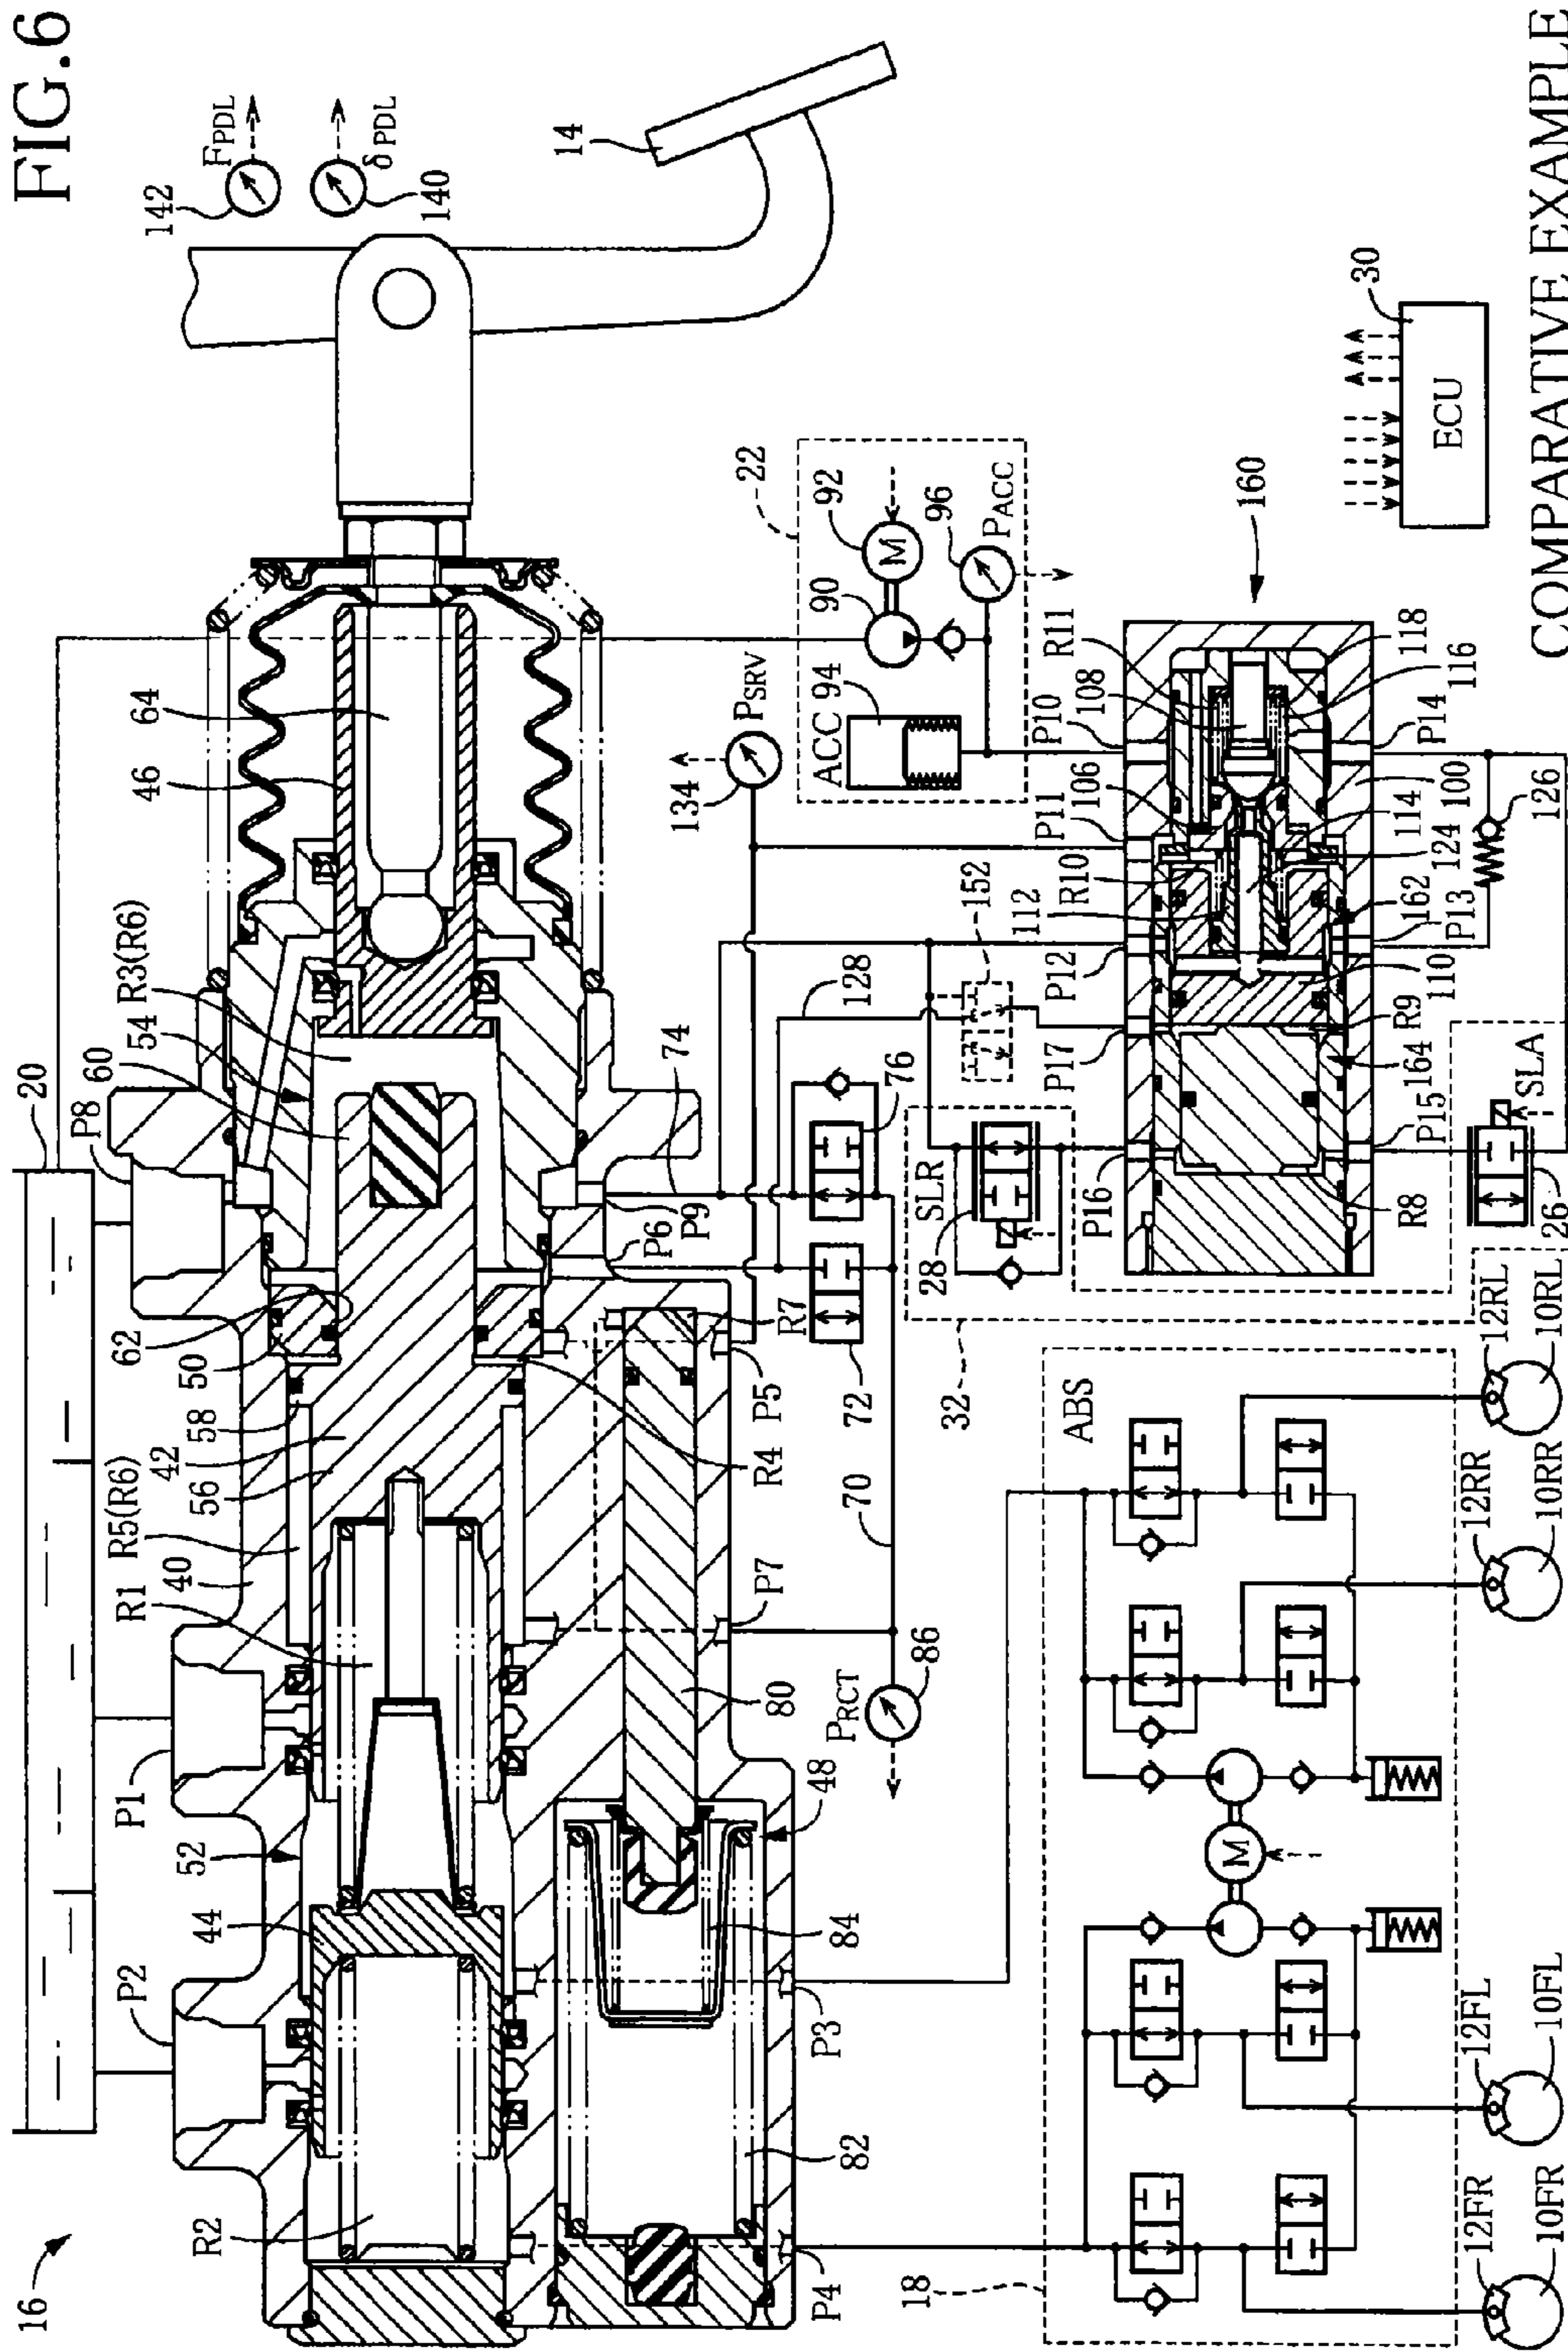 FIG.6
16
P2
P1
20
P8
142
FPDL
δPDL
140
14
R2
44
52
R1
40
R5(R6)
56
42
58
50
62
60
54
R3(R6)
46
64
134
PSRV
P4
82
P3
84
48
80
PRCT
86
P7
70
R4
P5
R7
72
P6
P9
74
76
128
152
22
92
M
90
96
PACC
ACC 94
32
28
SLR
P16
P17
P12
112
R10
P11
106
P10
108
R11
160
118
116
P14
100
114
124
126
162
P13
110
R9
164
P15
R8
SLA
26
30
ECU
18
ABS
M
12FR
10FR
12FL
10FL
12RR
10RR
12RL
10RL
COMPARATIVE EXAMPLE